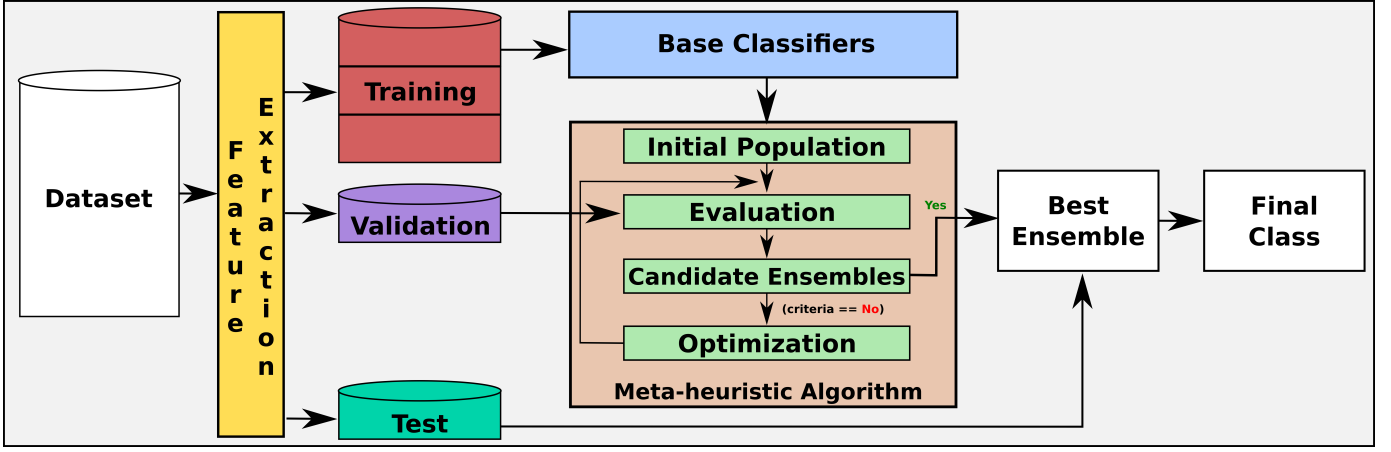 Dataset
Feature
Extraction
Training
Validation
Test
Base Classifiers
Initial Population
Evaluation
Candidate Ensembles
(criteria == No)
Optimization
Meta-heuristic Algorithm
Yes
Best
Ensemble
Final
Class